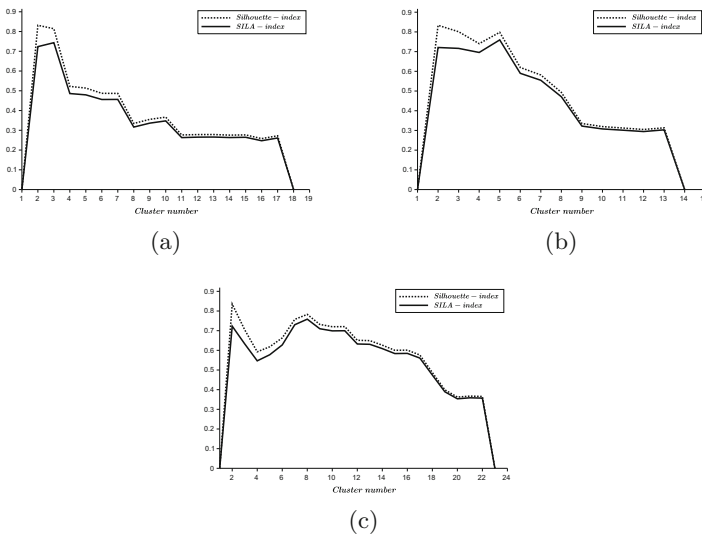 0.9
0.8
0.7
0.6
0.5
0.4
0.3
0.2
0.1
0
Silhouette − index
SILA − index
1 2 3 4 5 6 7 8 9 10 11 12 13 14 15 16 17 18 19
Cluster number
(a)
0.9
0.8
0.7
0.6
0.5
0.4
0.3
0.2
0.1
0
Silhouette − index
SILA − index
1 2 3 4 5 6 7 8 9 10 11 12 13 14 15
Cluster number
(b)
0.9
0.8
0.7
0.6
0.5
0.4
0.3
0.2
0.1
0
Silhouette − index
SILA − index
2 4 6 8 10 12 14 16 18 20 22 24
Cluster number
(c)